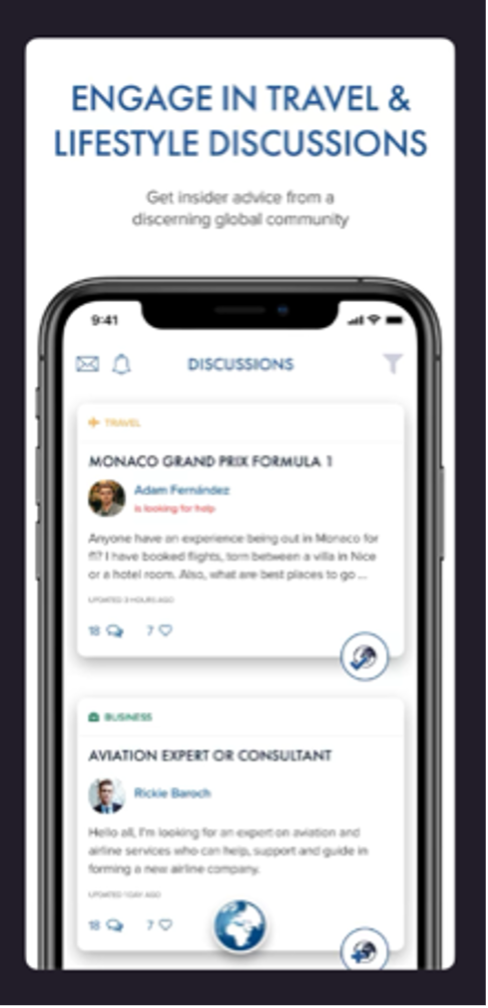 ENGAGE IN TRAVEL &
LIFESTYLE DISCUSSIONS
Get insider advice from a
discerning global community
9:41
DISCUSSIONS
TRAVEL
MONACO GRAND PRIX FORMULA 1
Adam Fernández
is looking for help
Anyone have an experience being out in Monaco for
f1? I have booked flights, torn between a villa in Nice
or a hotel room. Also, what are best places to go ...
UPDATED 3 HOURS AGO
18 7
BUSINESS
AVIATION EXPERT OR CONSULTANT
Rickie Baroch
Hello all, I'm looking for an expert on aviation and
airline services who can help, support and guide in
forming a new airline company.
UPDATED 1 DAY AGO
18 7